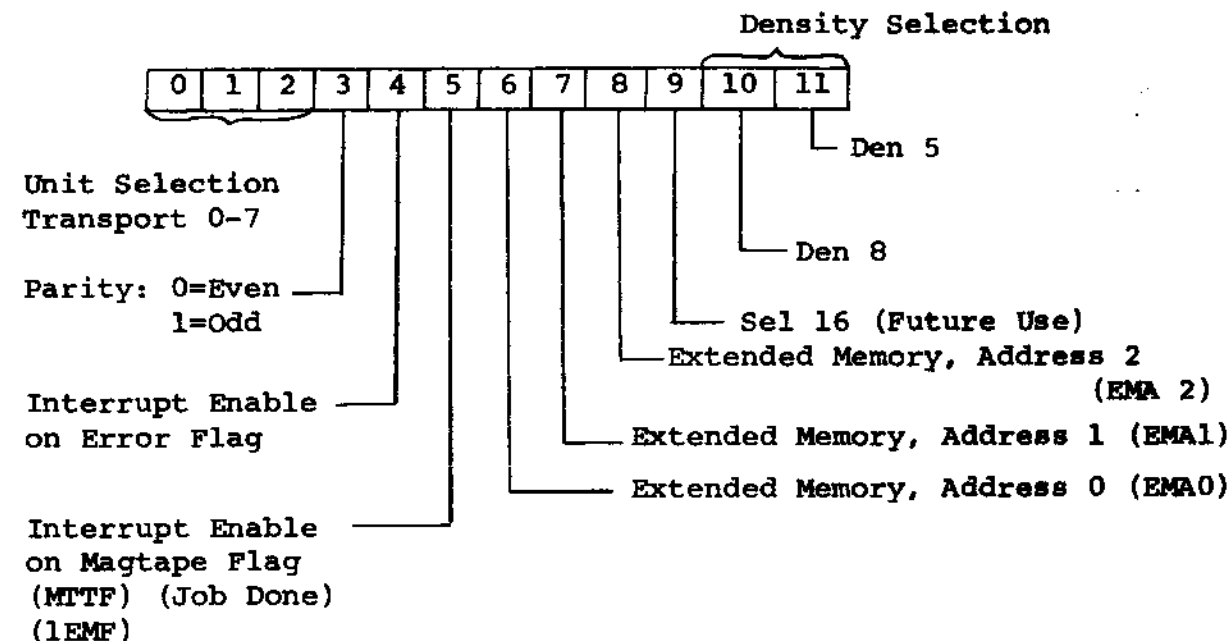 Density Selection
0 1 2 3 4 5 6 7 8 9 10 11
Den 5
Unit Selection
Transport 0-7
Den 8
Parity: 0=Even
1=Odd
Sel 16 (Future Use)
Extended Memory, Address 2
(EMA 2)
Interrupt Enable
on Error Flag
Extended Memory, Address 1 (EMA1)
Extended Memory, Address 0 (EMA0)
Interrupt Enable
on Magtape Flag
(MTTF) (Job Done)
(1EMF)